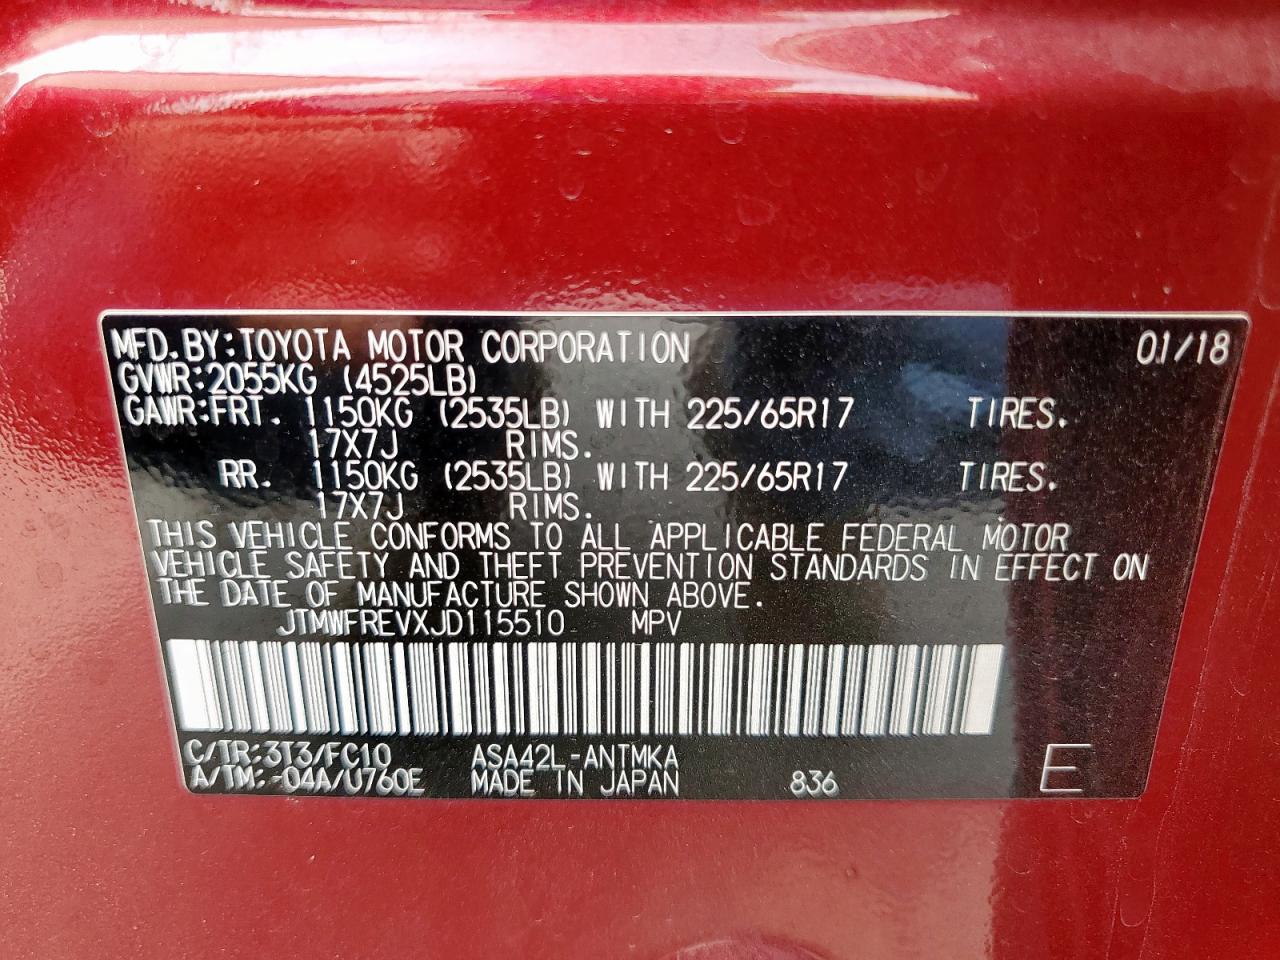 MFD.BY:TOYOTA MOTOR CORPORATION 01/18
GVWR:2055KG (4525LB)
GAWR:FRT. 1150KG (2535LB) WITH 225/65R17 TIRES.
17X7J RIMS.
RR. 1150KG (2535LB) WITH 225/65R17 TIRES.
17X7J RIMS.
THIS VEHICLE CONFORMS TO ALL APPLICABLE FEDERAL MOTOR
VEHICLE SAFETY AND THEFT PREVENTION STANDARDS IN EFFECT ON
THE DATE OF MANUFACTURE SHOWN ABOVE.
JTMWFREVXJD115510 MPV
C/TR:3T3/FC10 ASA42L-ANTMKA
A/TM:-04A/U760E MADE IN JAPAN 836 E